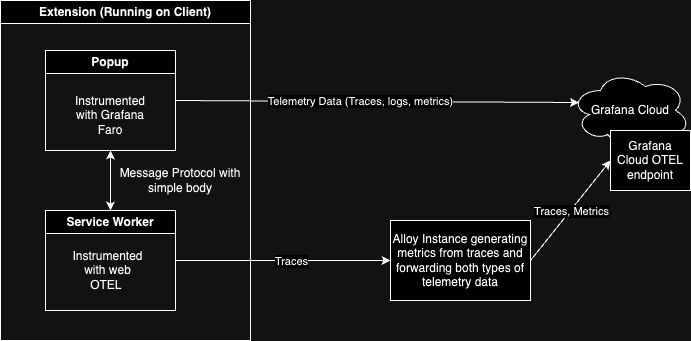 Extension (Running on Client)
Popup
Instrumented
with Grafana
Faro
Telemetry Data (Traces, logs, metrics)
Grafana Cloud
Grafana
Cloud OTEL
endpoint
Message Protocol with
simple body
Traces, Metrics
Service Worker
Instrumented
with web
OTEL
Traces
Alloy Instance generating
metrics from traces and
forwarding both types of
telemetry data